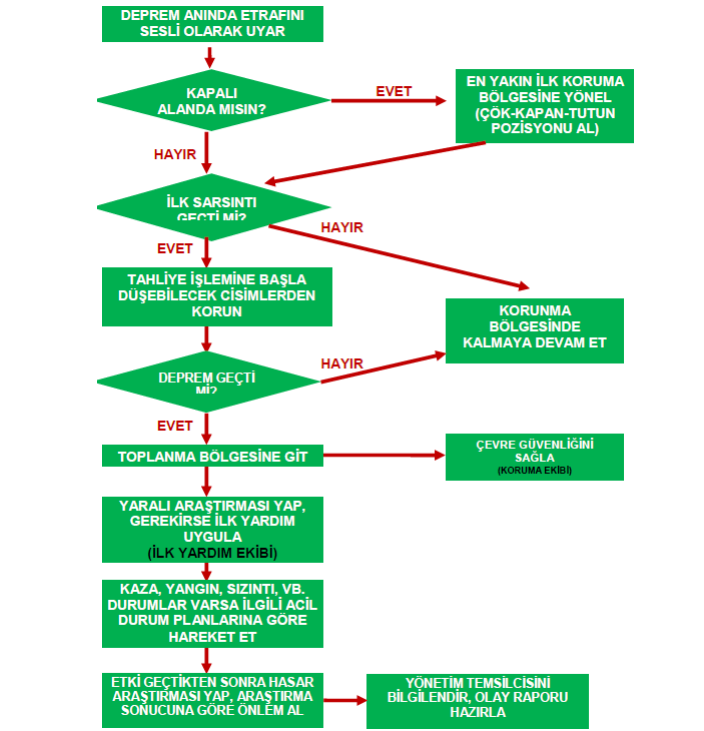 DEPREM ANINDA ETRAFINI
SESLİ OLARAK UYAR
KAPALI
ALANDA MISIN?
EVET
EN YAKIN İLK KORUMA
BÖLGESİNE YÖNEL
(ÇÖK-KAPAN-TUTUN
POZİSYONU AL)
HAYIR
İLK SARSINTI
GEÇTİ Mİ?
HAYIR
EVET
TAHLİYE İŞLEMİNE BAŞLA
DÜŞEBİLECEK CİSİMLERDEN
KORUN
KORUNMA
BÖLGESİNDE
KALMAYA DEVAM ET
DEPREM GEÇTİ
Mİ?
HAYIR
EVET
TOPLANMA BÖLGESİNE GİT
ÇEVRE GÜVENLİĞİNİ
SAĞLA
(KORUMA EKİBİ)
YARALI ARAŞTIRMASI YAP,
GEREKİRSE İLK YARDIM
UYGULA
(İLK YARDIM EKİBİ)
KAZA, YANGIN, SIZINTI, VB.
DURUMLAR VARSA İLGİLİ ACİL
DURUM PLANLARINA GÖRE
HAREKET ET
ETKİ GEÇTİKTEN SONRA HASAR
ARAŞTIRMASI YAP, ARAŞTIRMA
SONUCUNA GÖRE ÖNLEM AL
YÖNETİM TEMSİLCİSİNİ
BİLGİLENDİR, OLAY RAPORU
HAZIRLA